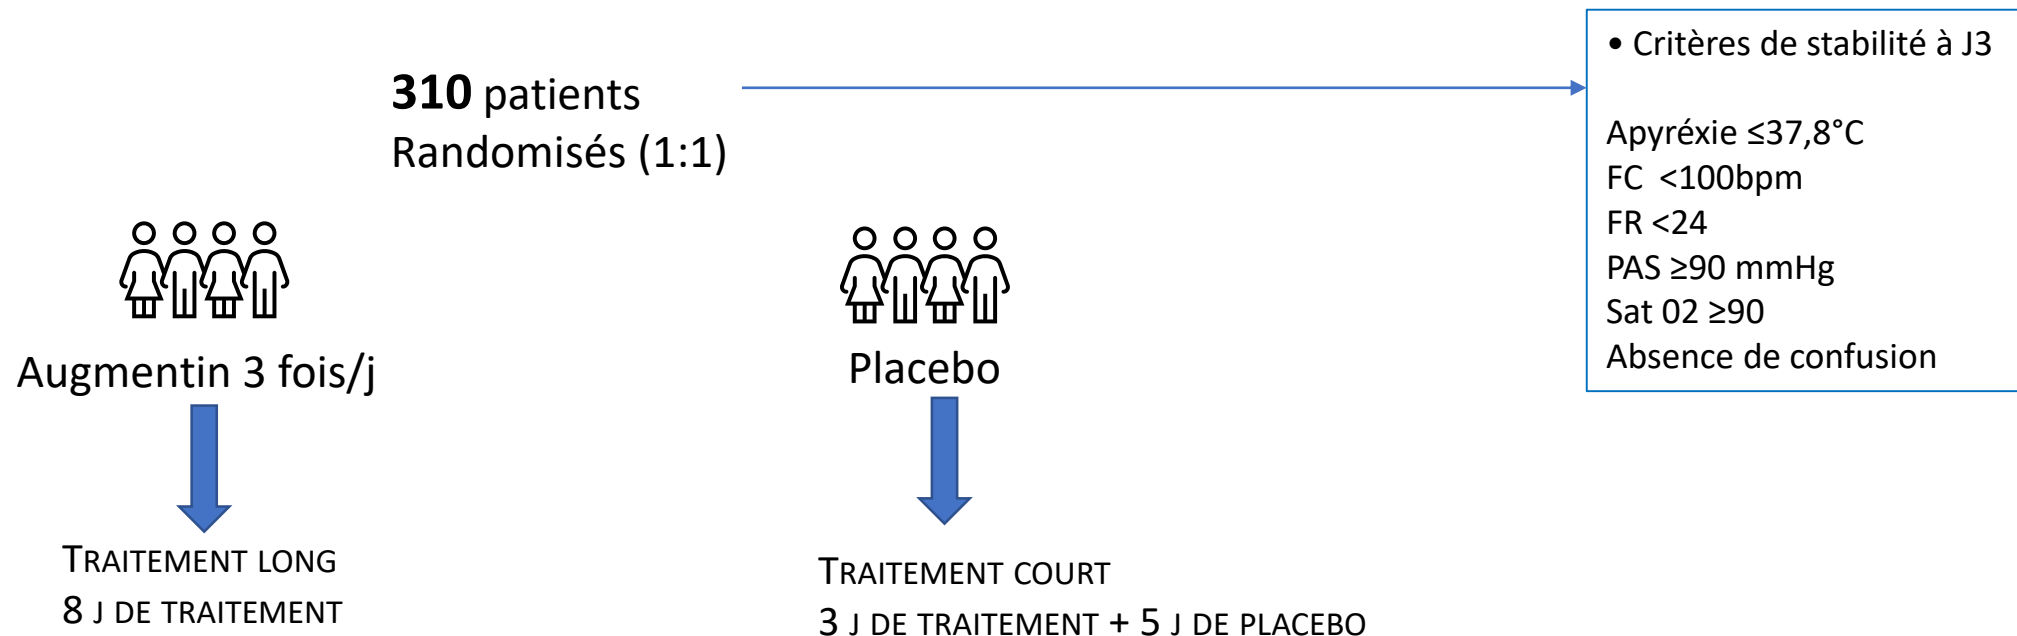 310 patients
Randomisés (1:1)
• Critères de stabilité à J3
Apyréxie ≤37,8°C
FC <100bpm
FR <24
PAS ≥90 mmHg
Sat 02 ≥90
Absence de confusion
Augmentin 3 fois/j
Placebo
TRAITEMENT LONG
8 J DE TRAITEMENT
TRAITEMENT COURT
3 J DE TRAITEMENT + 5 J DE PLACEBO